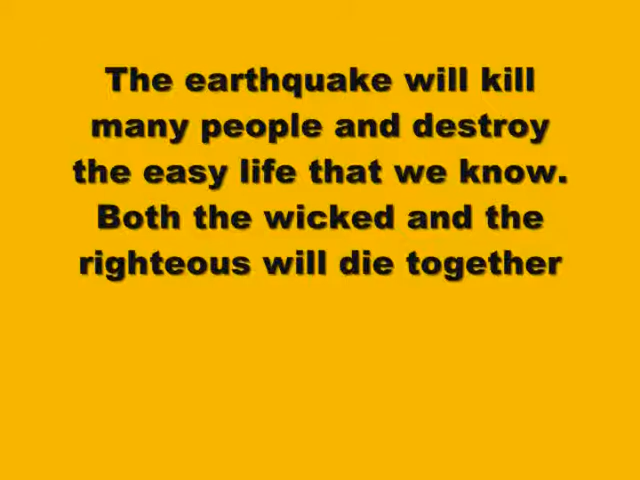 The earthquake will kill
many people and destroy
the easy life that we know.
Both the wicked and the
righteous will die together